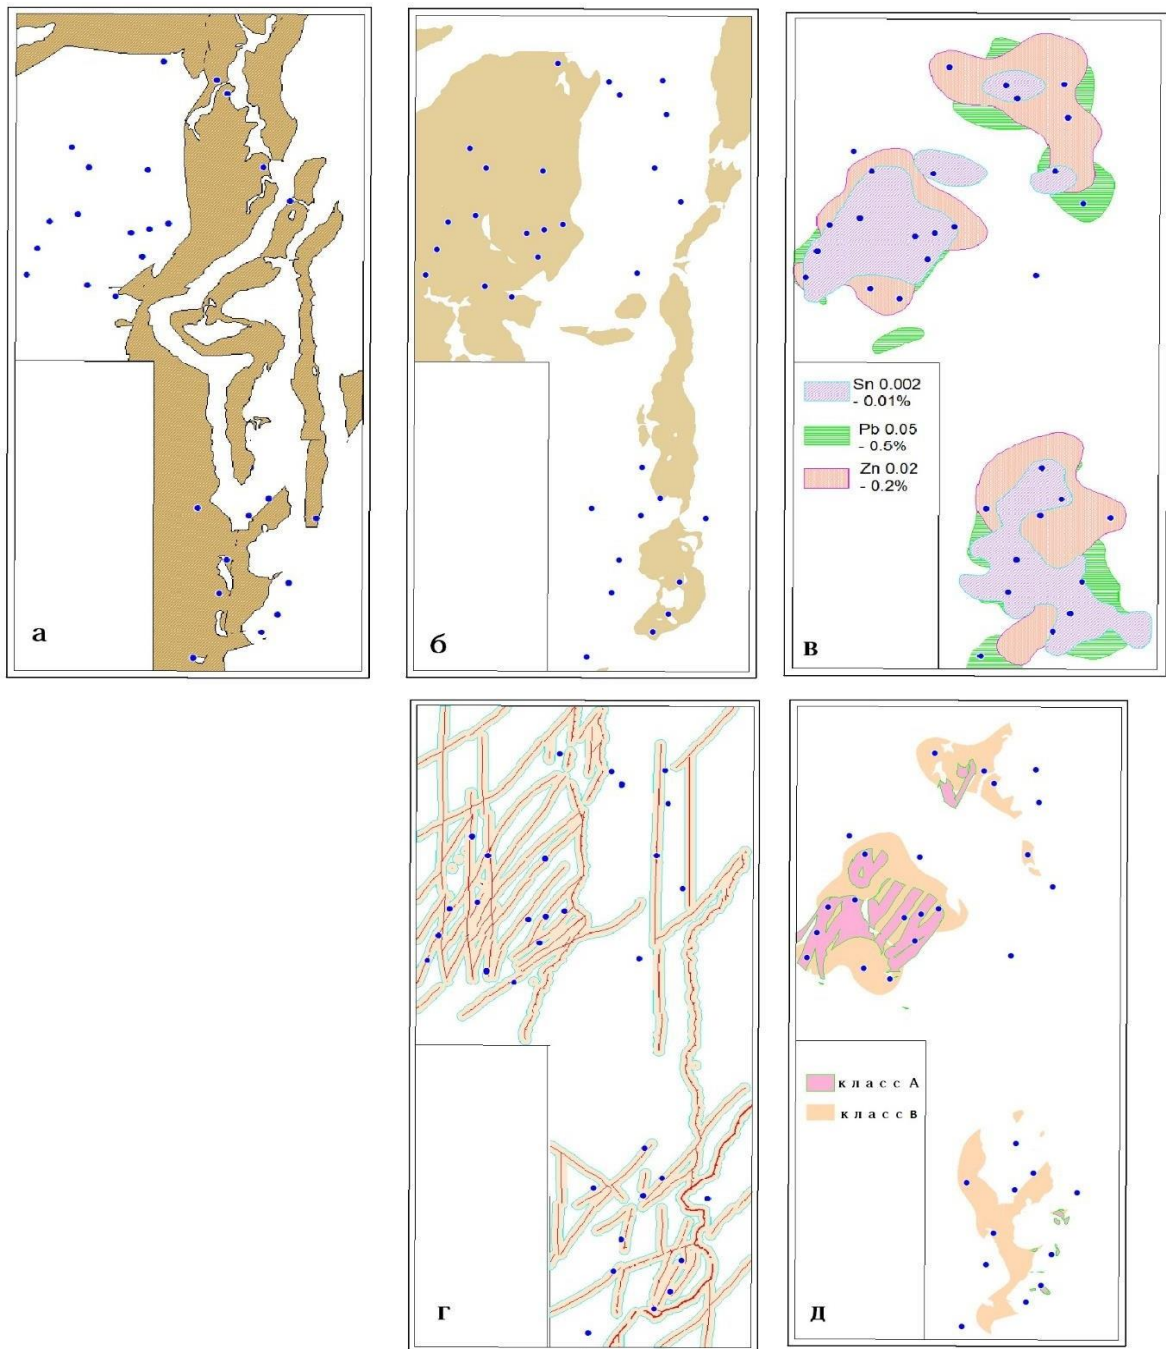 а
б
Sn 0.002
- 0.01%
Pb 0.05
- 0.5%
Zn 0.02
- 0.2%
в
г
класс А
класс В
д